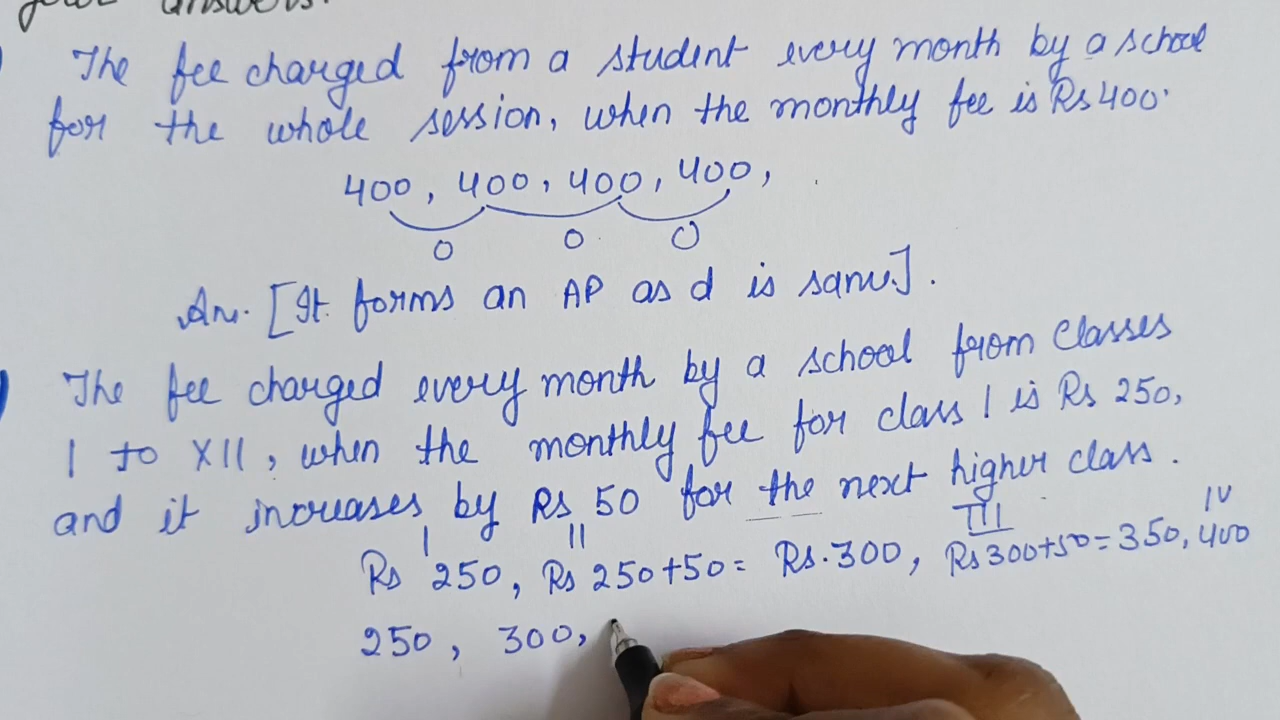 your answers.
The fee charged from a student every month by a school
for the whole session, when the monthly fee is Rs 400.
400, 400, 400, 400,
0 0 0
Ans. [It forms an AP as d is same].
The fee charged every month by a school from Classes
I to XII, when the monthly fee for class I is Rs 250,
and it increases by Rs 50 for the next higher class.
I II III IV
Rs 250, Rs 250+50= Rs.300, Rs 300+50=350, 400
250, 300,